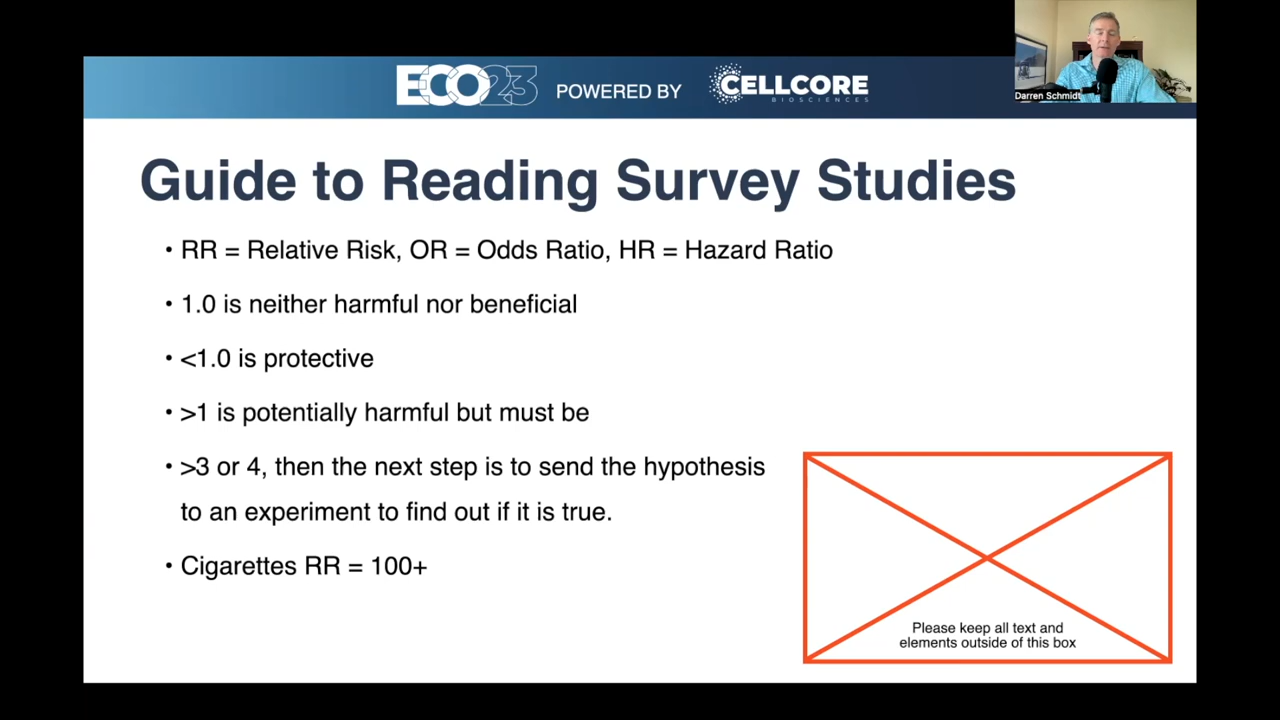 ECO23 POWERED BY CELLCORE
BIOSCIENCES
Darren Schmidt
Guide to Reading Survey Studies
• RR = Relative Risk, OR = Odds Ratio, HR = Hazard Ratio
• 1.0 is neither harmful nor beneficial
• <1.0 is protective
• >1 is potentially harmful but must be
• >3 or 4, then the next step is to send the hypothesis
to an experiment to find out if it is true.
• Cigarettes RR = 100+
Please keep all text and
elements outside of this box